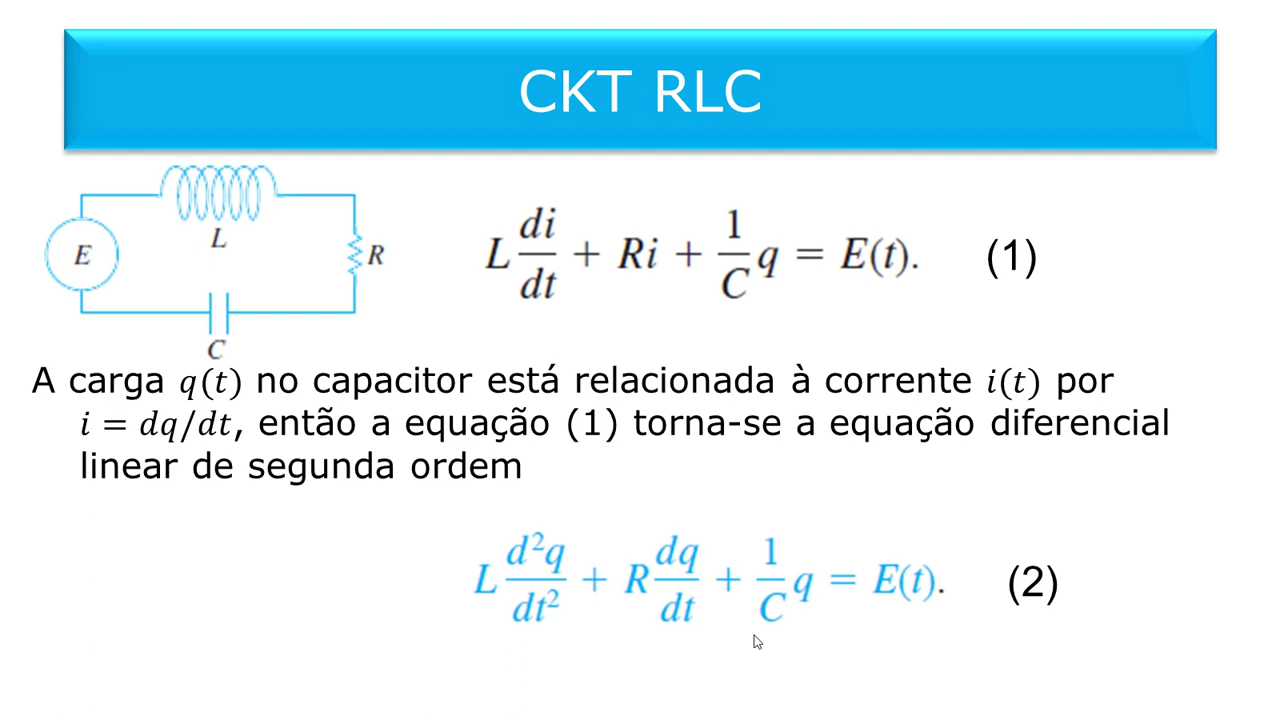 CKT RLC
E
L
R
C
L di/dt + Ri + 1/C q = E(t). (1)
A carga q(t) no capacitor está relacionada à corrente i(t) por
i = dq/dt, então a equação (1) torna-se a equação diferencial
linear de segunda ordem
L d²q/dt² + R dq/dt + 1/C q = E(t). (2)